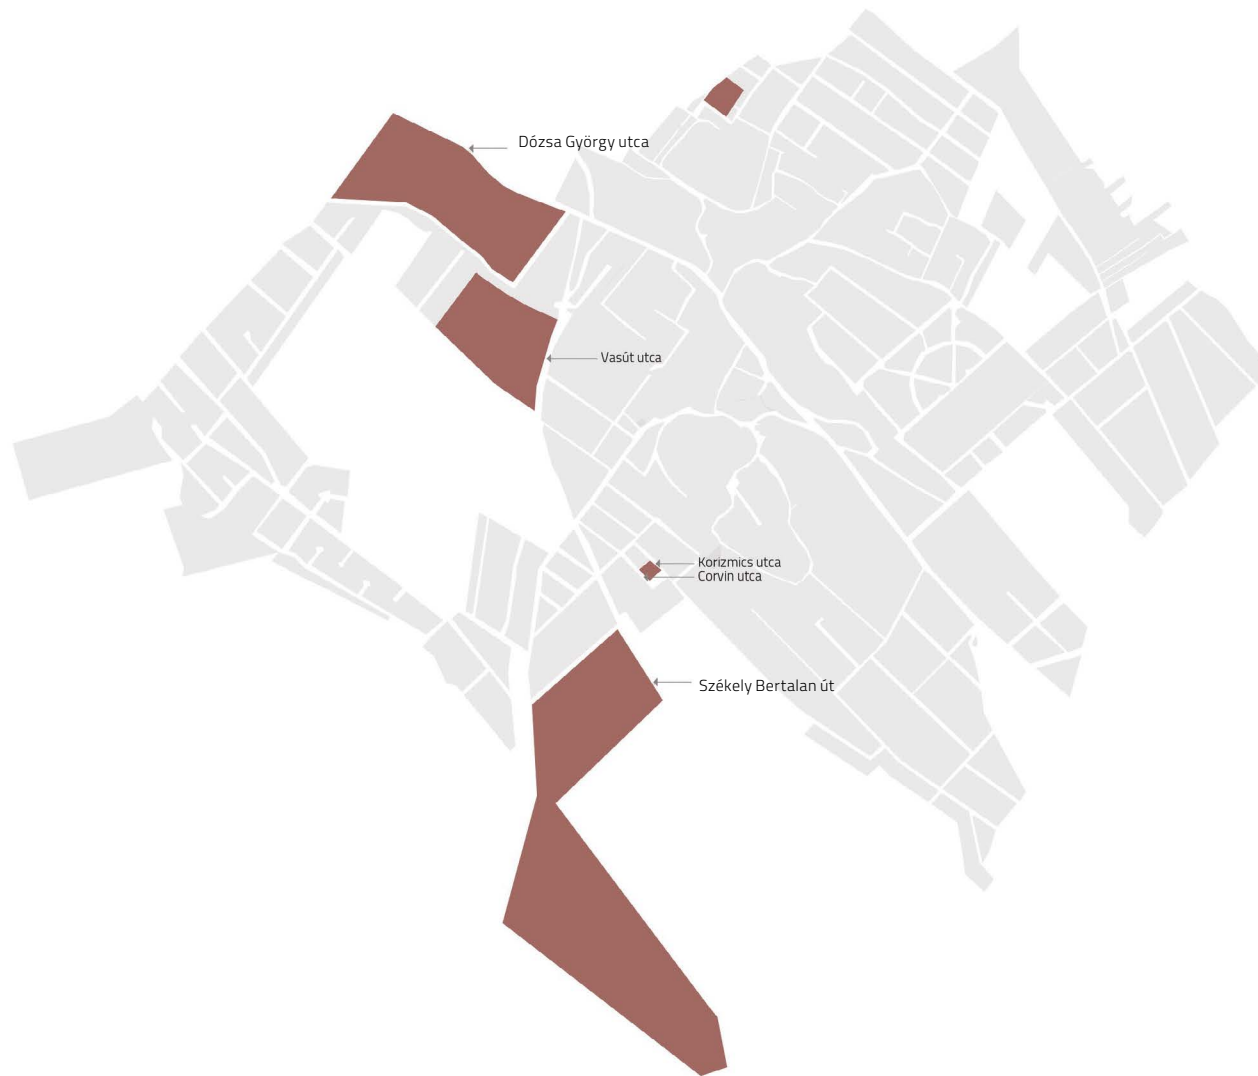 Dózsa György utca
Vasút utca
Korizmics utca
Corvin utca
Székely Bertalan út